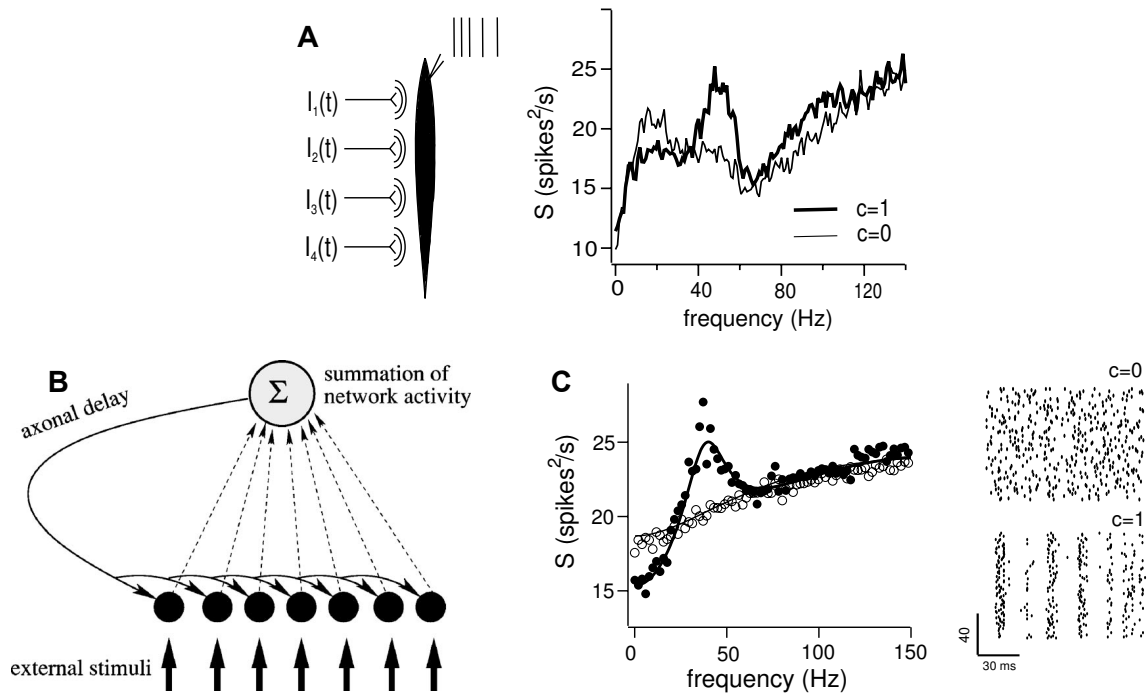 A
I₁(t)
I₂(t)
I₃(t)
I₄(t)
S (spikes²/s)
25
20
15
10
0
40
80
120
frequency (Hz)
c=1
c=0
B
axonal delay
Σ
summation of
network activity
external stimuli
C
S (spikes²/s)
25
20
15
0
50
100
150
frequency (Hz)
c=0
c=1
40
30 ms